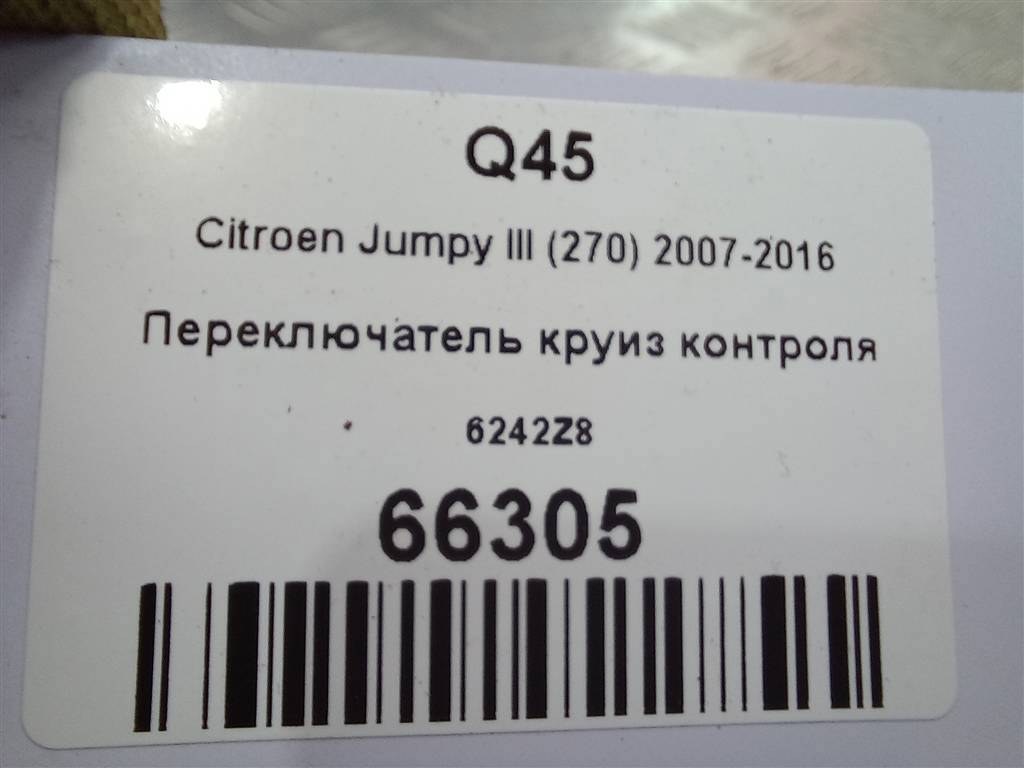 Q45
Citroen Jumpy III (270) 2007-2016
Переключатель круиз контроля
6242Z8
66305